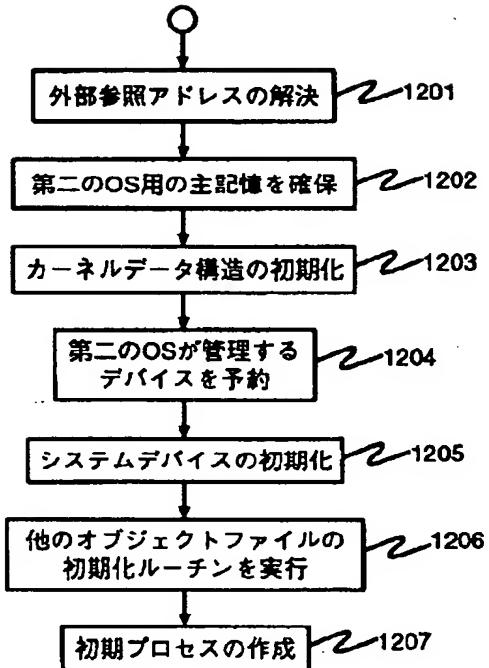 外部参照アドレスの解決
1201
第二のOS用の主記憶を確保
1202
カーネルデータ構造の初期化
1203
第二のOSが管理する
デバイスを予約
1204
システムデバイスの初期化
1205
他のオブジェクトファイルの
初期化ルーチンを実行
1206
初期プロセスの作成
1207